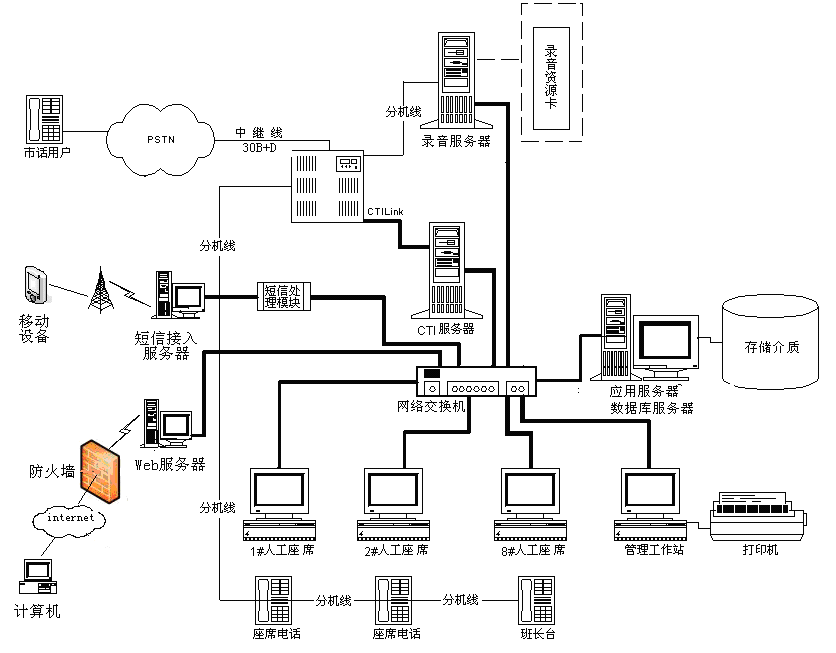 录音资源卡
录音服务器
分机线
中继线
30B+D
PSTN
市话用户
CTILink
分机线
移动
设备
短信接入
服务器
短信处
理模块
CTI服务器
存储介质
应用服务器
数据库服务器
网络交换机
Web服务器
防火墙
internet
计算机
分机线
1#人工座席
2#人工座席
8#人工座席
管理工作站
打印机
分机线
分机线
座席电话
座席电话
班长台